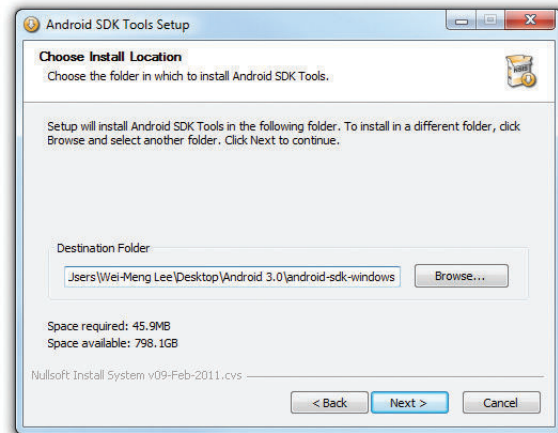 Android SDK Tools Setup
Choose Install Location
Choose the folder in which to install Android SDK Tools.
Setup will install Android SDK Tools in the following folder. To install in a different folder, click
Browse and select another folder. Click Next to continue.
Destination Folder
Jsers\Wei-Meng Lee\Desktop\Android 3.0\android-sdk-windows
Browse...
Space required: 45.9MB
Space available: 798.1GB
Nullsoft Install System v09-Feb-2011.cvs
< Back
Next >
Cancel